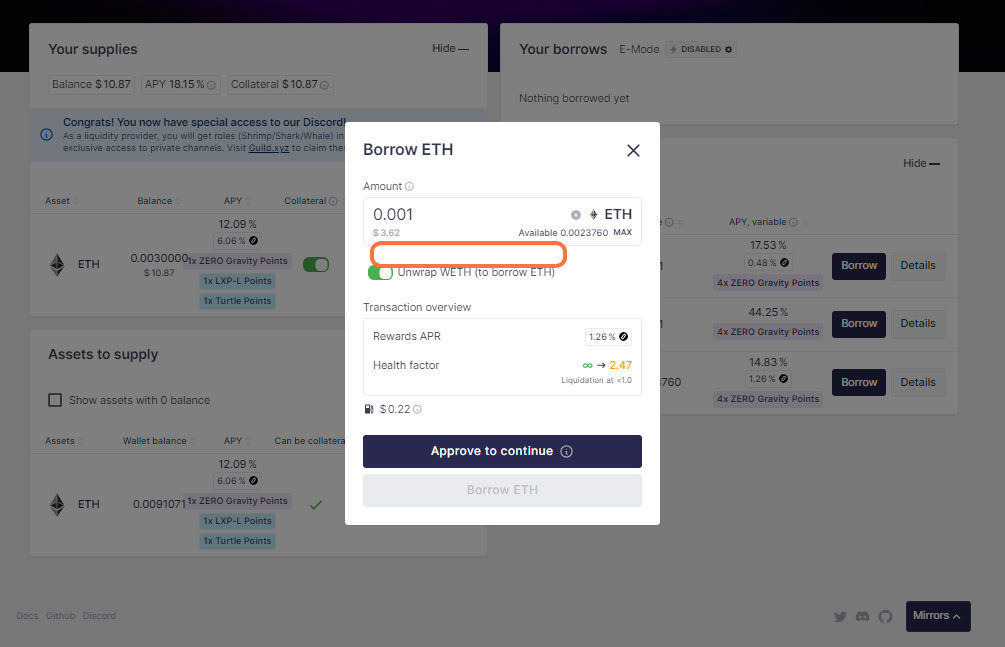 Your supplies
Hide —
Balance $ 10.87
APY 18.15 %
Collateral $ 10.87
Congrats! You now have special access to our Discord!
As a liquidity provider, you will get roles (Shrimp/Shark/Whale) in
exclusive access to private channels. Visit Guild.xyz to claim
Asset
Balance
APY
Collateral
ETH
0.0030000
$ 10.87
12.09 %
6.06 %
1x ZERO Gravity Points
1x LXP-L Points
1x Turtle Points
Assets to supply
Show assets with 0 balance
Assets
Wallet balance
APY
Can be
ETH
0.0091071
12.09 %
6.06 %
1x ZERO Gravity Points
1x LXP-L Points
1x Turtle Points
Your borrows
E-Mode
DISABLED
Nothing borrowed yet
Hide —
APY, variable
17.53 %
0.48 %
4x ZERO Gravity Points
Borrow
Details
44.25 %
4x ZERO Gravity Points
Borrow
Details
14.83 %
1.26 %
4x ZERO Gravity Points
Borrow
Details
Borrow ETH
Amount
0.001
ETH
$ 3.62
Available 0.0023760 MAX
Unwrap WETH (to borrow ETH)
Transaction overview
Rewards APR
1.26 %
Health factor
∞ → 2.47
Liquidation at <1.0
$ 0.22
Approve to continue
Borrow ETH
Docs Github Discord
Mirrors